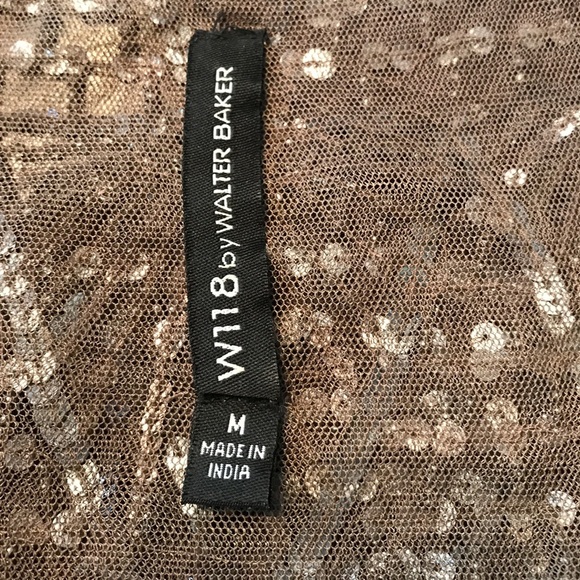 W118 by WALTER BAKER
M
MADE IN
INDIA